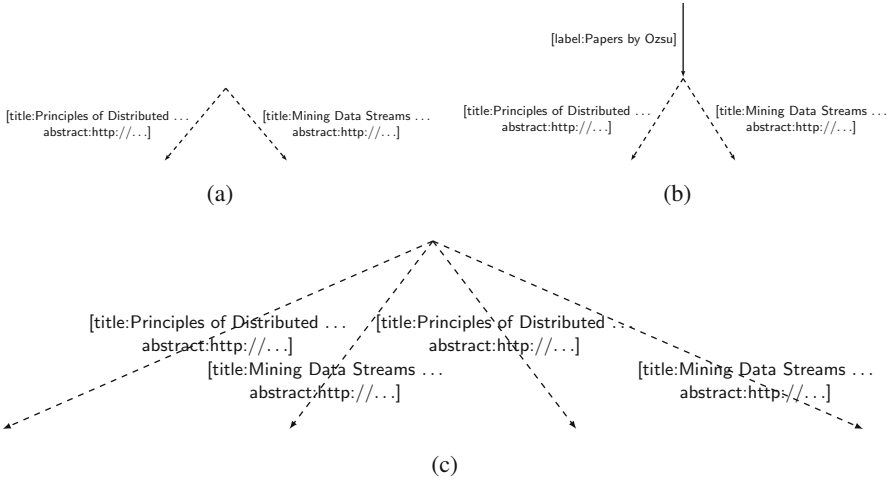 [label:Papers by Ozsu]
[title:Principles of Distributed ...
abstract:http://...]
[title:Mining Data Streams ...
abstract:http://...]
[title:Principles of Distributed ...
abstract:http://...]
[title:Mining Data Streams ...
abstract:http://...]
(a)
(b)
[title:Principles of Distributed ...
abstract:http://...]
[title:Principles of Distributed ...
abstract:http://...]
[title:Mining Data Streams ...
abstract:http://...]
[title:Mining Data Streams ...
abstract:http://...]
(c)